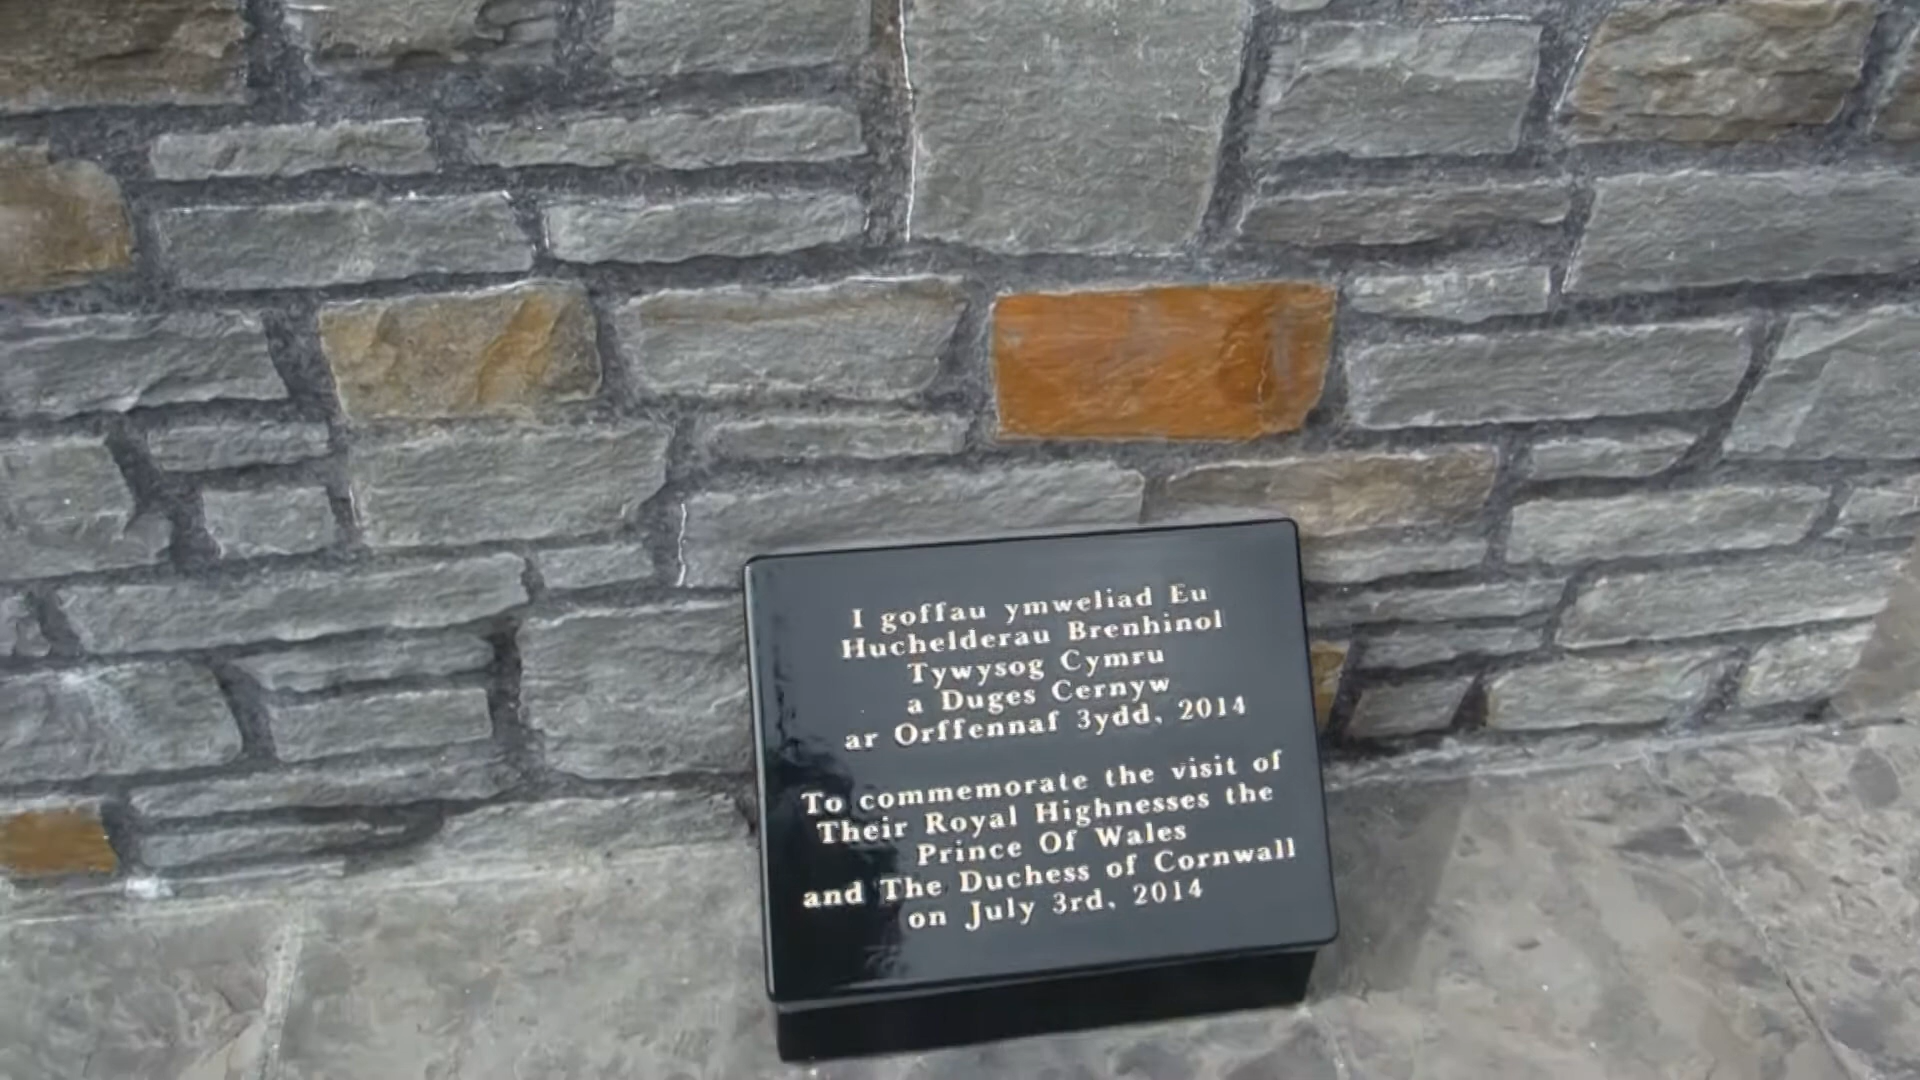 I goffau ymweliad Eu
Huchelderau Brenhinol
Tywysog Cymru
a Duges Cernyw
ar Orffennaf 3ydd, 2014
To commemorate the visit of
Their Royal Highnesses the
Prince Of Wales
and The Duchess of Cornwall
on July 3rd, 2014